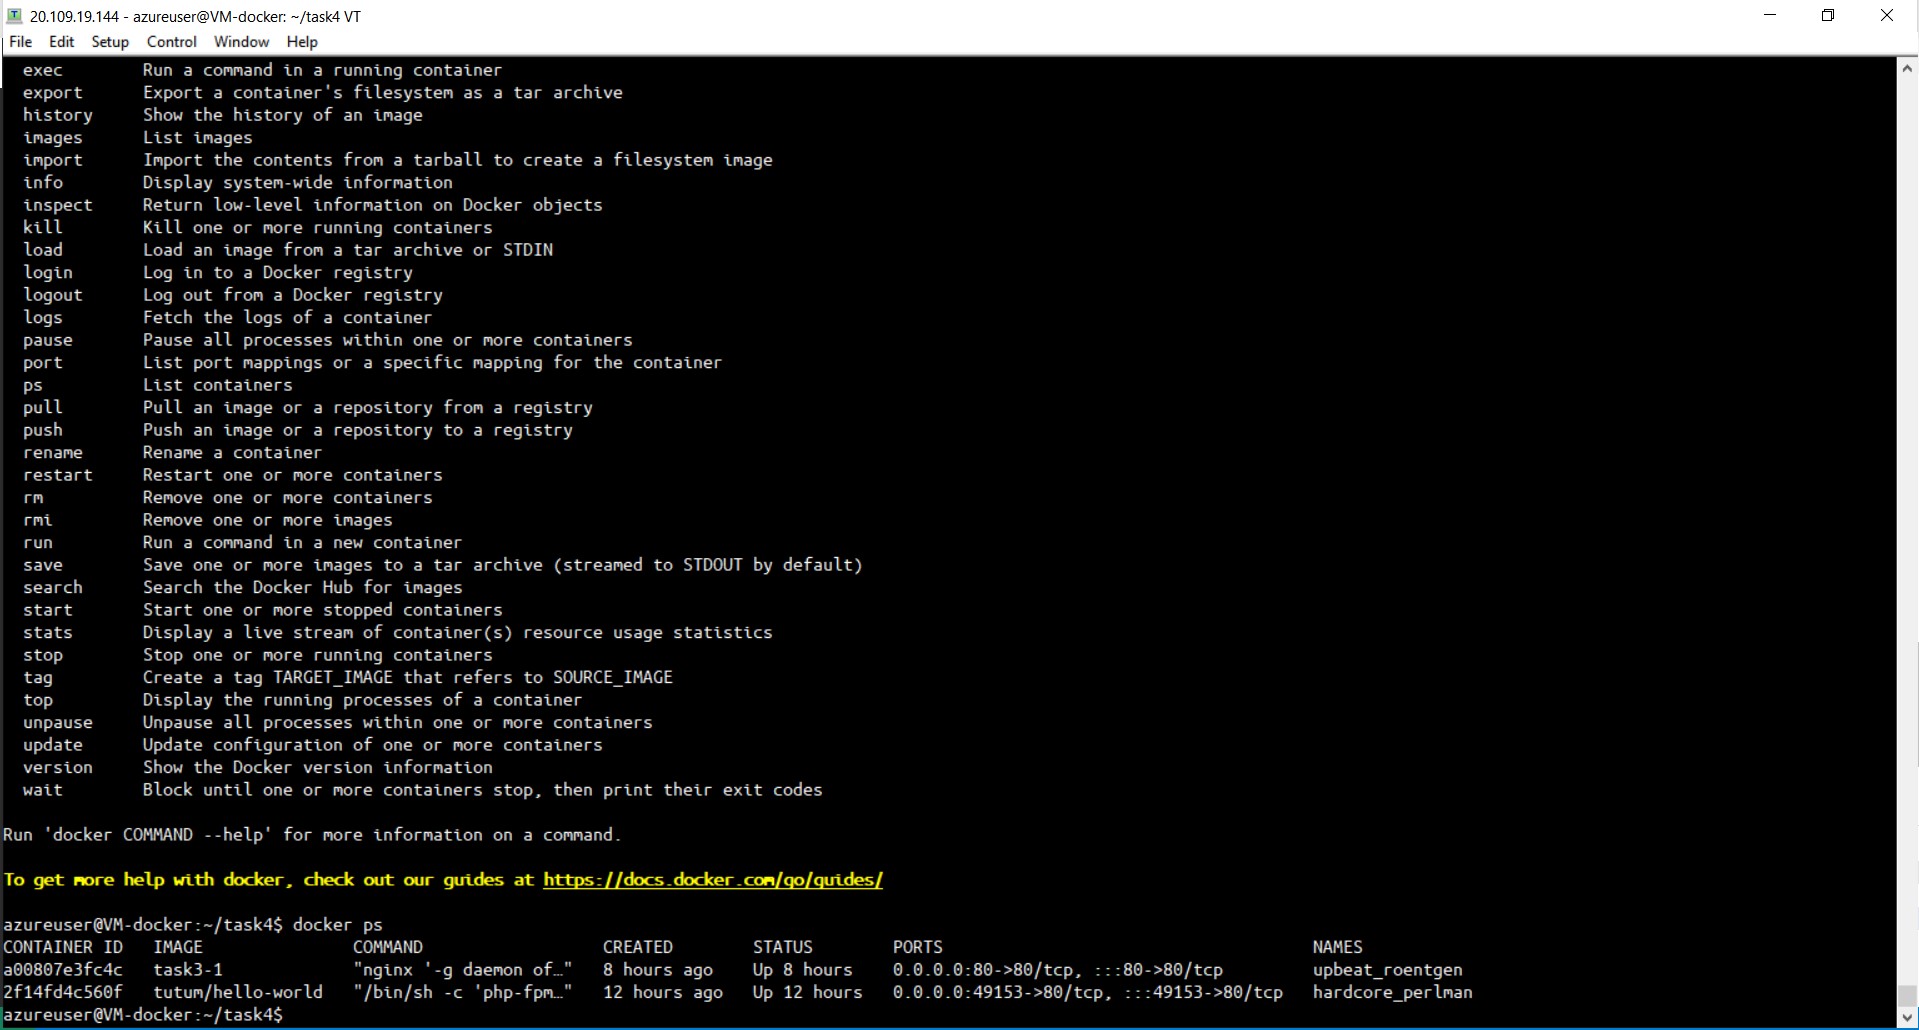 20.109.19.144 - azureuser@VM-docker: ~/task4 VT
File Edit Setup Control Window Help
exec Run a command in a running container
export Export a container's filesystem as a tar archive
history Show the history of an image
images List images
import Import the contents from a tarball to create a filesystem image
info Display system-wide information
inspect Return low-level information on Docker objects
kill Kill one or more running containers
load Load an image from a tar archive or STDIN
login Log in to a Docker registry
logout Log out from a Docker registry
logs Fetch the logs of a container
pause Pause all processes within one or more containers
port List port mappings or a specific mapping for the container
ps List containers
pull Pull an image or a repository from a registry
push Push an image or a repository to a registry
rename Rename a container
restart Restart one or more containers
rm Remove one or more containers
rmi Remove one or more images
run Run a command in a new container
save Save one or more images to a tar archive (streamed to STDOUT by default)
search Search the Docker Hub for images
start Start one or more stopped containers
stats Display a live stream of container(s) resource usage statistics
stop Stop one or more running containers
tag Create a tag TARGET_IMAGE that refers to SOURCE_IMAGE
top Display the running processes of a container
unpause Unpause all processes within one or more containers
update Update configuration of one or more containers
version Show the Docker version information
wait Block until one or more containers stop, then print their exit codes
Run 'docker COMMAND --help' for more information on a command.
To get more help with docker, check out our guides at https://docs.docker.com/go/guides/
azureuser@VM-docker:~/task4$ docker ps
CONTAINER ID IMAGE COMMAND CREATED STATUS PORTS NAMES
a00807e3fc4c task3-1 "nginx '-g daemon of…" 8 hours ago Up 8 hours 0.0.0.0:80->80/tcp, :::80->80/tcp upbeat_roentgen
2f14fd4c560f tutum/hello-world "/bin/sh -c 'php-fpm…" 12 hours ago Up 12 hours 0.0.0.0:49153->80/tcp, :::49153->80/tcp hardcore_perlman
azureuser@VM-docker:~/task4$